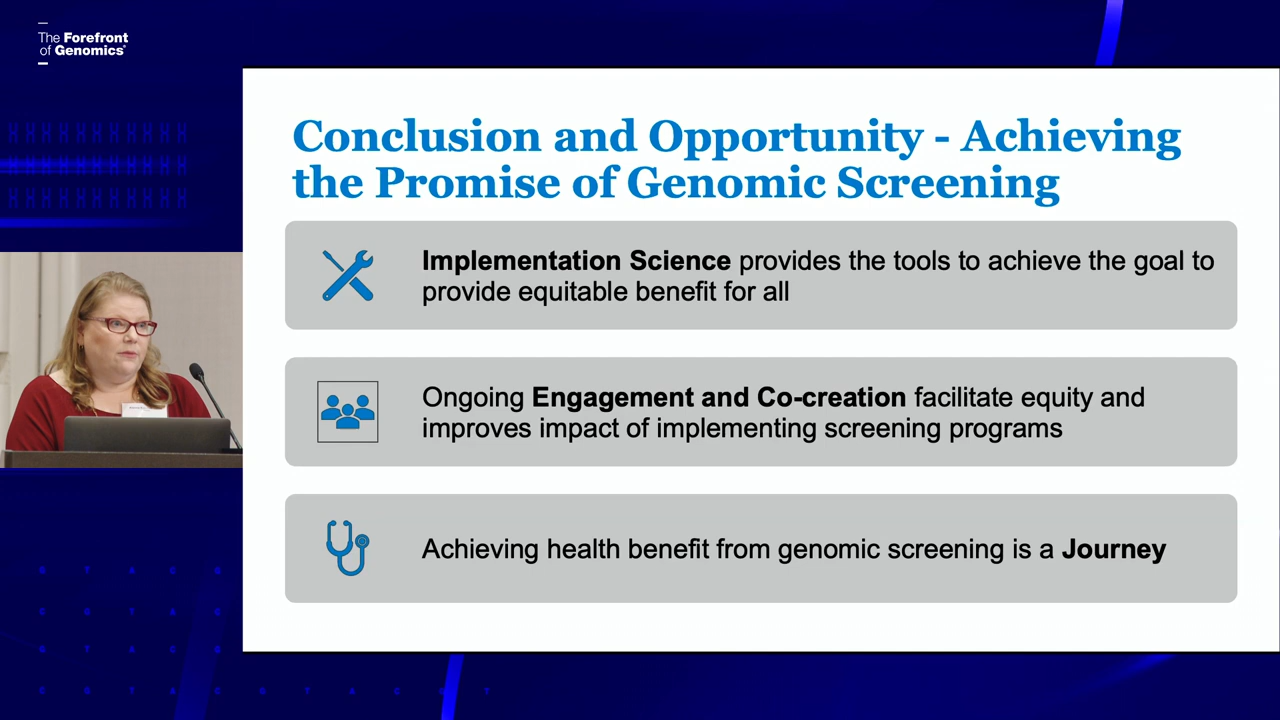 The Forefront
of Genomics®
Conclusion and Opportunity - Achieving
the Promise of Genomic Screening
Implementation Science provides the tools to achieve the goal to
provide equitable benefit for all
Ongoing Engagement and Co-creation facilitate equity and
improves impact of implementing screening programs
Achieving health benefit from genomic screening is a Journey